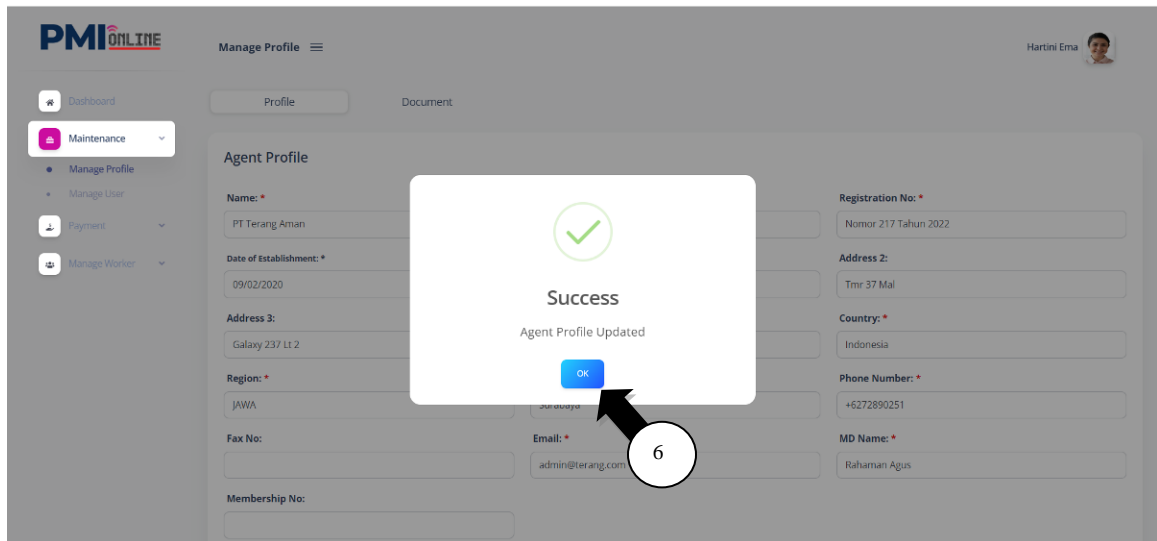 PMI ONLINE
Manage Profile
Hartini Ema
Dashboard
Maintenance
Manage Profile
Manage User
Payment
Manage Worker
Profile
Document
Agent Profile
Name: *
PT Terang Aman
Registration No: *
Nomor 217 Tahun 2022
Date of Establishment: *
09/02/2020
Address 2:
Tmr 37 Mal
Address 3:
Galaxy 237 Lt 2
Country: *
Indonesia
Region: *
JAWA
Surabaya
Phone Number: *
+6272890251
Fax No:
Email: *
admin@terang.com
MD Name: *
Rahaman Agus
Membership No:
Success
Agent Profile Updated
OK
6